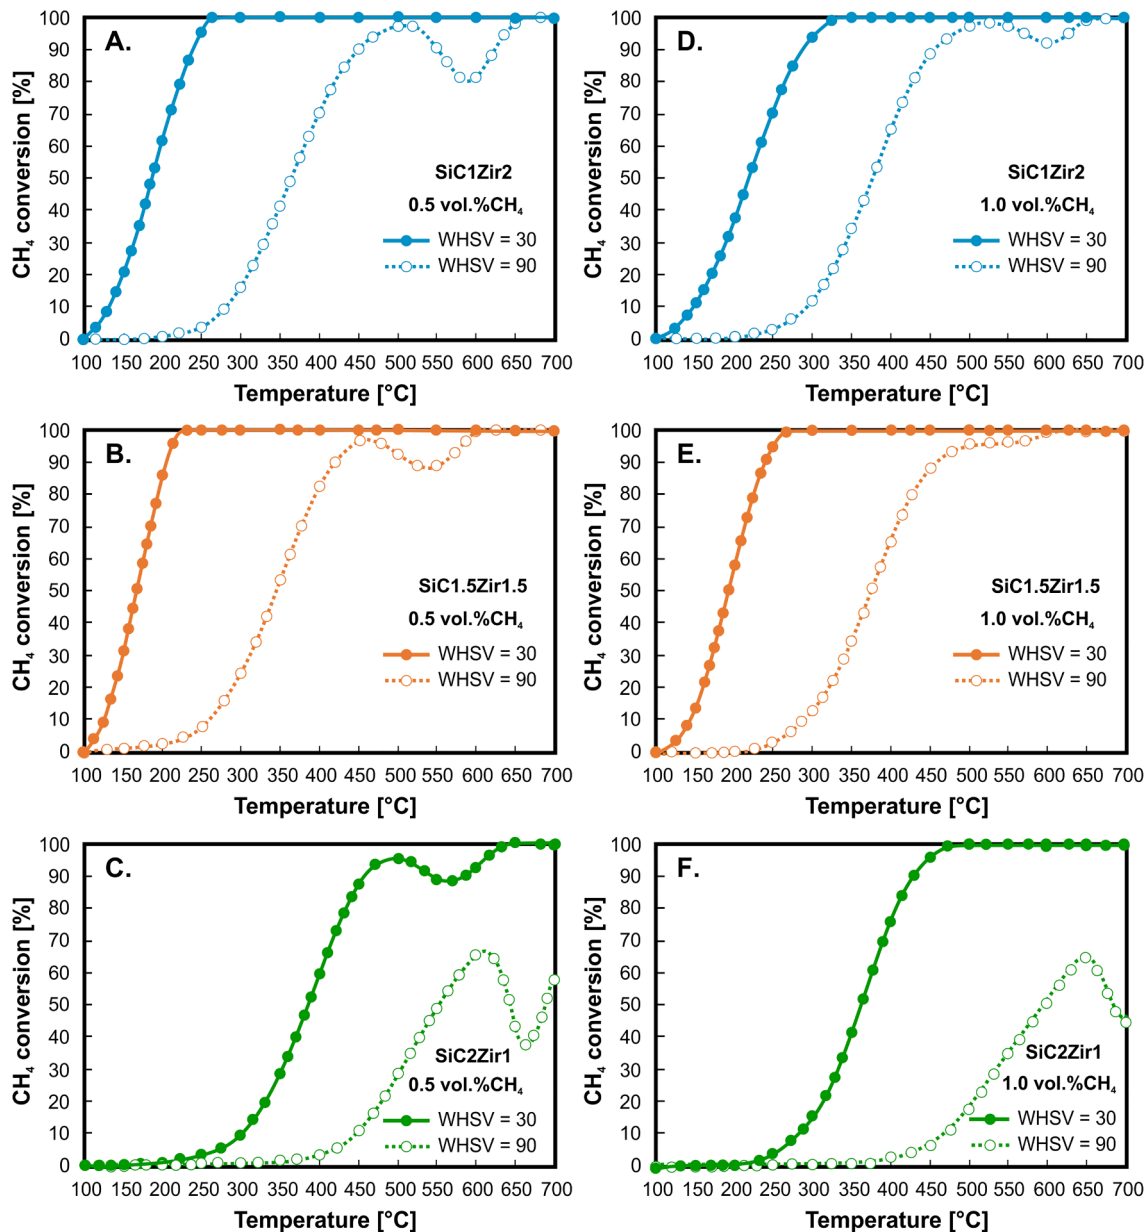 A.
CH₄ conversion [%]
100
90
80
70
60
50
40
30
20
10
0
SiC1Zir2
0.5 vol.%CH₄
WHSV = 30
WHSV = 90
100 150 200 250 300 350 400 450 500 550 600 650 700
Temperature [°C]
D.
CH₄ conversion [%]
100
90
80
70
60
50
40
30
20
10
0
SiC1Zir2
1.0 vol.%CH₄
WHSV = 30
WHSV = 90
100 150 200 250 300 350 400 450 500 550 600 650 700
Temperature [°C]
B.
CH₄ conversion [%]
100
90
80
70
60
50
40
30
20
10
0
SiC1.5Zir1.5
0.5 vol.%CH₄
WHSV = 30
WHSV = 90
100 150 200 250 300 350 400 450 500 550 600 650 700
Temperature [°C]
E.
CH₄ conversion [%]
100
90
80
70
60
50
40
30
20
10
0
SiC1.5Zir1.5
1.0 vol.%CH₄
WHSV = 30
WHSV = 90
100 150 200 250 300 350 400 450 500 550 600 650 700
Temperature [°C]
C.
CH₄ conversion [%]
100
90
80
70
60
50
40
30
20
10
0
SiC2Zir1
0.5 vol.%CH₄
WHSV = 30
WHSV = 90
100 150 200 250 300 350 400 450 500 550 600 650 700
Temperature [°C]
F.
CH₄ conversion [%]
100
90
80
70
60
50
40
30
20
10
0
SiC2Zir1
1.0 vol.%CH₄
WHSV = 30
WHSV = 90
100 150 200 250 300 350 400 450 500 550 600 650 700
Temperature [°C]